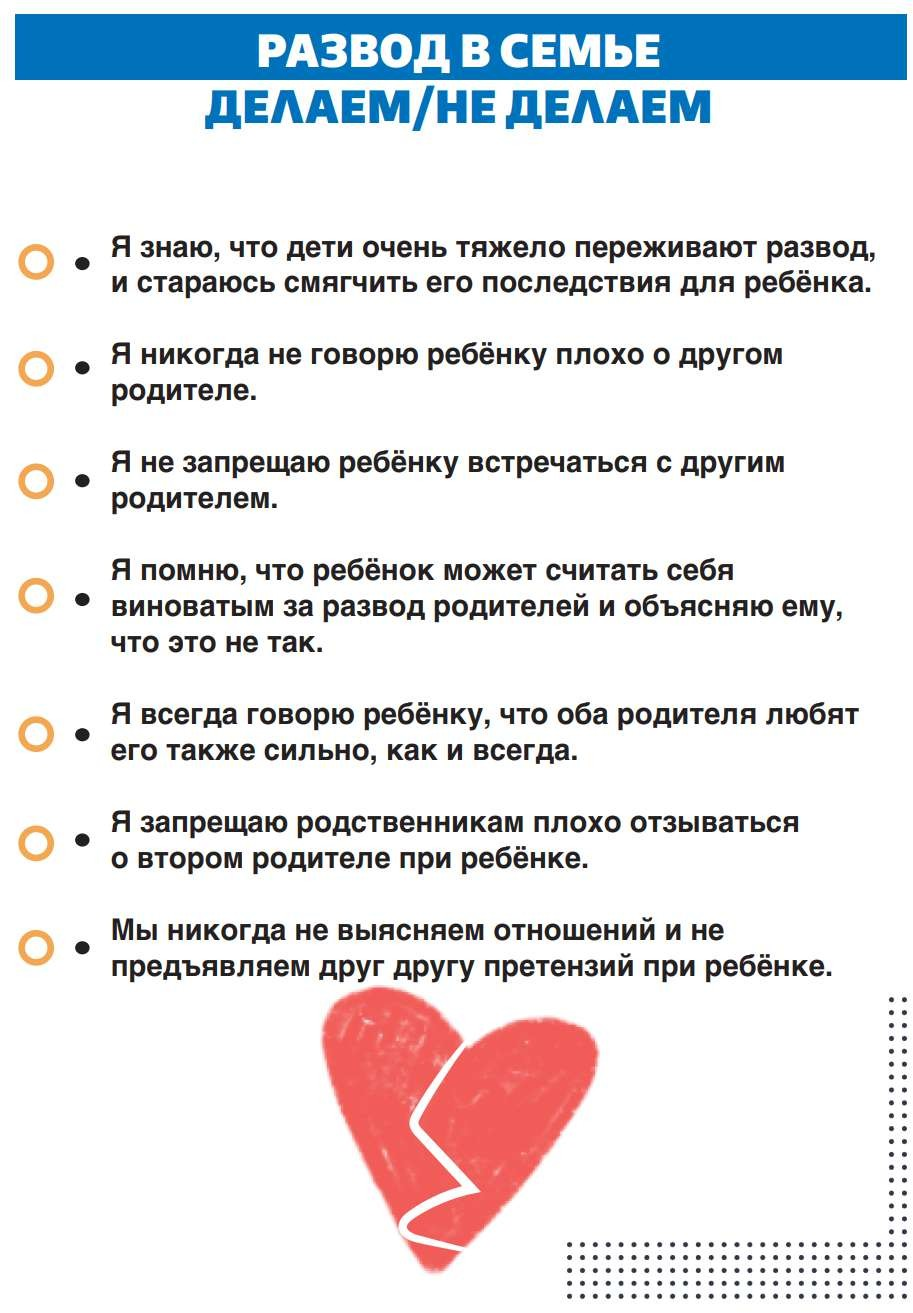 РАЗВОД В СЕМЬЕ
ДЕЛАЕМ/НЕ ДЕЛАЕМ
• Я знаю, что дети очень тяжело переживают развод,
и стараюсь смягчить его последствия для ребёнка.
• Я никогда не говорю ребёнку плохо о другом
родителе.
• Я не запрещаю ребёнку встречаться с другим
родителем.
• Я помню, что ребёнок может считать себя
виноватым за развод родителей и объясняю ему,
что это не так.
• Я всегда говорю ребёнку, что оба родителя любят
его также сильно, как и всегда.
• Я запрещаю родственникам плохо отзываться
о втором родителе при ребёнке.
• Мы никогда не выясняем отношений и не
предъявляем друг другу претензий при ребёнке.